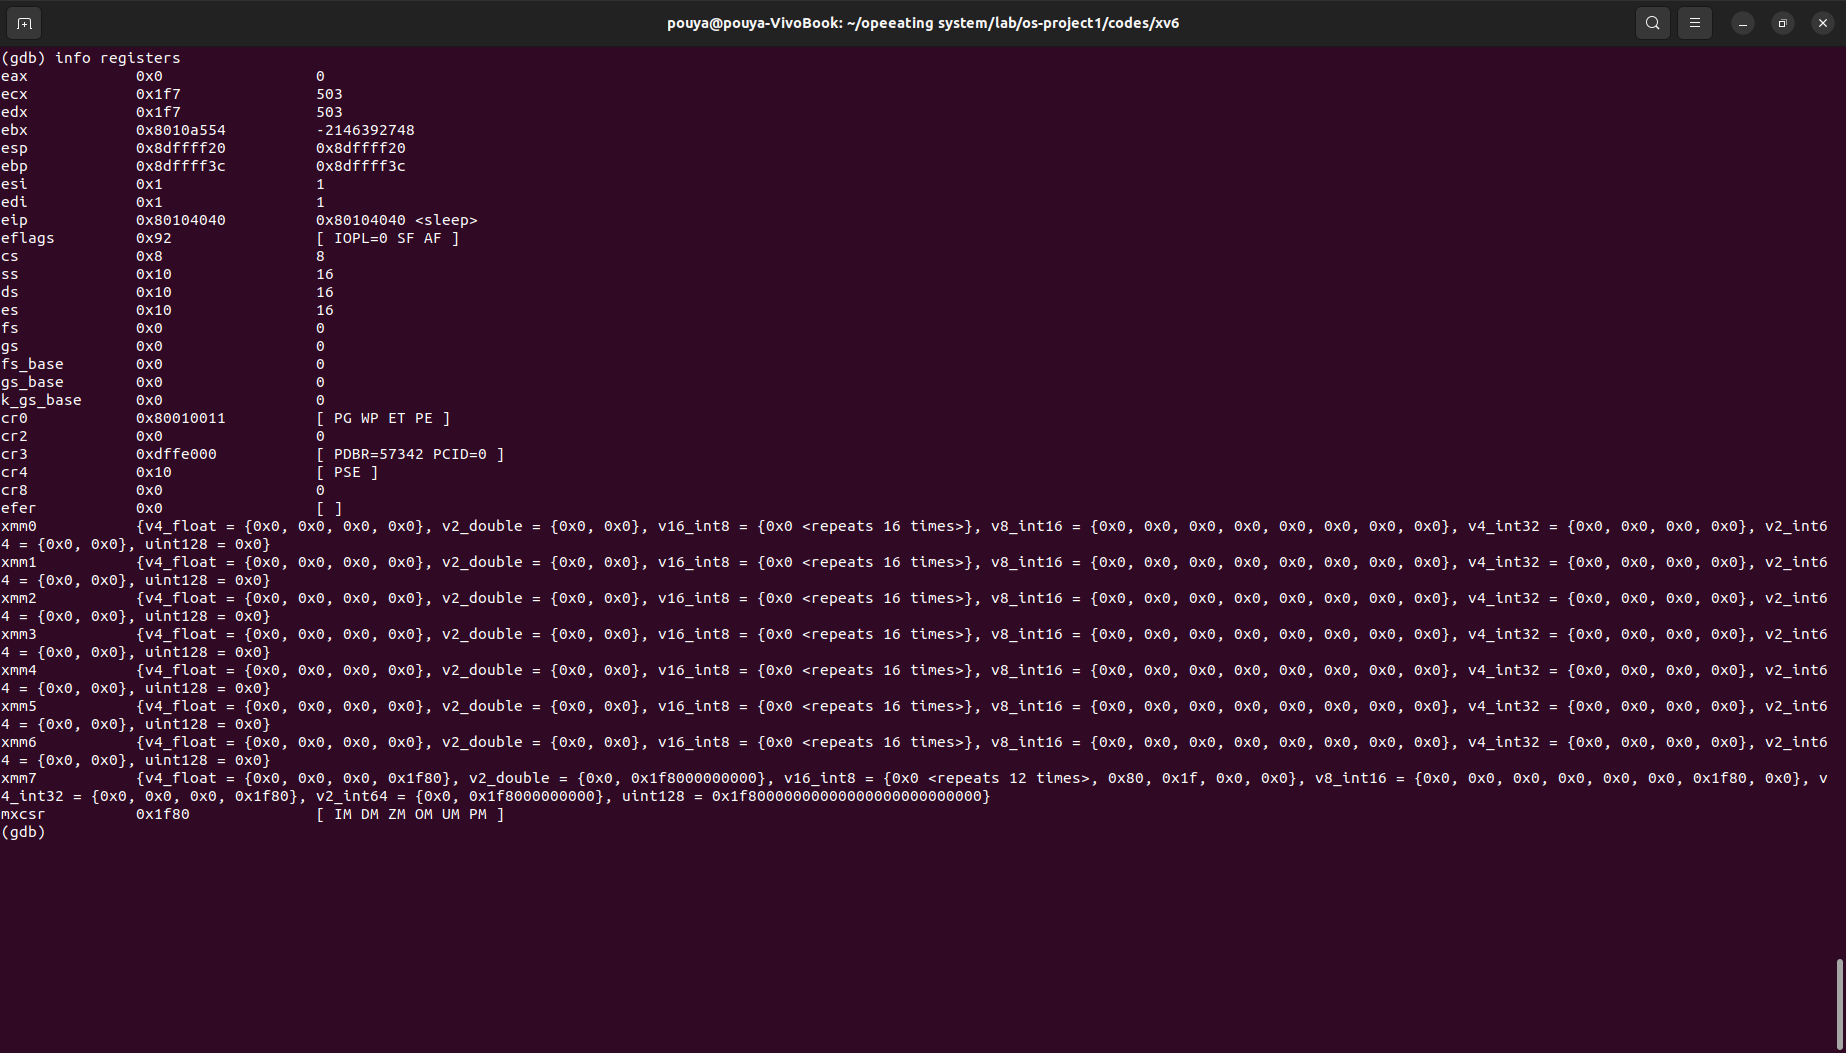 pouya@pouya-VivoBook: ~/opeeating system/lab/os-project1/codes/xv6
(gdb) info registers
eax            0x0                 0
ecx            0x1f7               503
edx            0x1f7               503
ebx            0x8010a554          -2146392748
esp            0x8dffff20          0x8dffff20
ebp            0x8dffff3c          0x8dffff3c
esi            0x1                 1
edi            0x1                 1
eip            0x80104040          0x80104040 <sleep>
eflags         0x92                [ IOPL=0 SF AF ]
cs             0x8                 8
ss             0x10                16
ds             0x10                16
es             0x10                16
fs             0x0                 0
gs             0x0                 0
fs_base        0x0                 0
gs_base        0x0                 0
k_gs_base      0x0                 0
cr0            0x80010011          [ PG WP ET PE ]
cr2            0x0                 0
cr3            0xdffe000           [ PDBR=57342 PCID=0 ]
cr4            0x10                [ PSE ]
cr8            0x0                 0
efer           0x0                 [ ]
xmm0           {v4_float = {0x0, 0x0, 0x0, 0x0}, v2_double = {0x0, 0x0}, v16_int8 = {0x0 <repeats 16 times>}, v8_int16 = {0x0, 0x0, 0x0, 0x0, 0x0, 0x0, 0x0, 0x0}, v4_int32 = {0x0, 0x0, 0x0, 0x0}, v2_int6
4 = {0x0, 0x0}, uint128 = 0x0}
xmm1           {v4_float = {0x0, 0x0, 0x0, 0x0}, v2_double = {0x0, 0x0}, v16_int8 = {0x0 <repeats 16 times>}, v8_int16 = {0x0, 0x0, 0x0, 0x0, 0x0, 0x0, 0x0, 0x0}, v4_int32 = {0x0, 0x0, 0x0, 0x0}, v2_int6
4 = {0x0, 0x0}, uint128 = 0x0}
xmm2           {v4_float = {0x0, 0x0, 0x0, 0x0}, v2_double = {0x0, 0x0}, v16_int8 = {0x0 <repeats 16 times>}, v8_int16 = {0x0, 0x0, 0x0, 0x0, 0x0, 0x0, 0x0, 0x0}, v4_int32 = {0x0, 0x0, 0x0, 0x0}, v2_int6
4 = {0x0, 0x0}, uint128 = 0x0}
xmm3           {v4_float = {0x0, 0x0, 0x0, 0x0}, v2_double = {0x0, 0x0}, v16_int8 = {0x0 <repeats 16 times>}, v8_int16 = {0x0, 0x0, 0x0, 0x0, 0x0, 0x0, 0x0, 0x0}, v4_int32 = {0x0, 0x0, 0x0, 0x0}, v2_int6
4 = {0x0, 0x0}, uint128 = 0x0}
xmm4           {v4_float = {0x0, 0x0, 0x0, 0x0}, v2_double = {0x0, 0x0}, v16_int8 = {0x0 <repeats 16 times>}, v8_int16 = {0x0, 0x0, 0x0, 0x0, 0x0, 0x0, 0x0, 0x0}, v4_int32 = {0x0, 0x0, 0x0, 0x0}, v2_int6
4 = {0x0, 0x0}, uint128 = 0x0}
xmm5           {v4_float = {0x0, 0x0, 0x0, 0x0}, v2_double = {0x0, 0x0}, v16_int8 = {0x0 <repeats 16 times>}, v8_int16 = {0x0, 0x0, 0x0, 0x0, 0x0, 0x0, 0x0, 0x0}, v4_int32 = {0x0, 0x0, 0x0, 0x0}, v2_int6
4 = {0x0, 0x0}, uint128 = 0x0}
xmm6           {v4_float = {0x0, 0x0, 0x0, 0x0}, v2_double = {0x0, 0x0}, v16_int8 = {0x0 <repeats 16 times>}, v8_int16 = {0x0, 0x0, 0x0, 0x0, 0x0, 0x0, 0x0, 0x0}, v4_int32 = {0x0, 0x0, 0x0, 0x0}, v2_int6
4 = {0x0, 0x0}, uint128 = 0x0}
xmm7           {v4_float = {0x0, 0x0, 0x0, 0x1f80}, v2_double = {0x0, 0x1f8000000000}, v16_int8 = {0x0 <repeats 12 times>, 0x80, 0x1f, 0x0, 0x0}, v8_int16 = {0x0, 0x0, 0x0, 0x0, 0x0, 0x0, 0x1f80, 0x0}, v
4_int32 = {0x0, 0x0, 0x0, 0x1f80}, v2_int64 = {0x0, 0x1f8000000000}, uint128 = 0x1f80000000000000000000000000}
mxcsr          0x1f80              [ IM DM ZM OM UM PM ]
(gdb)